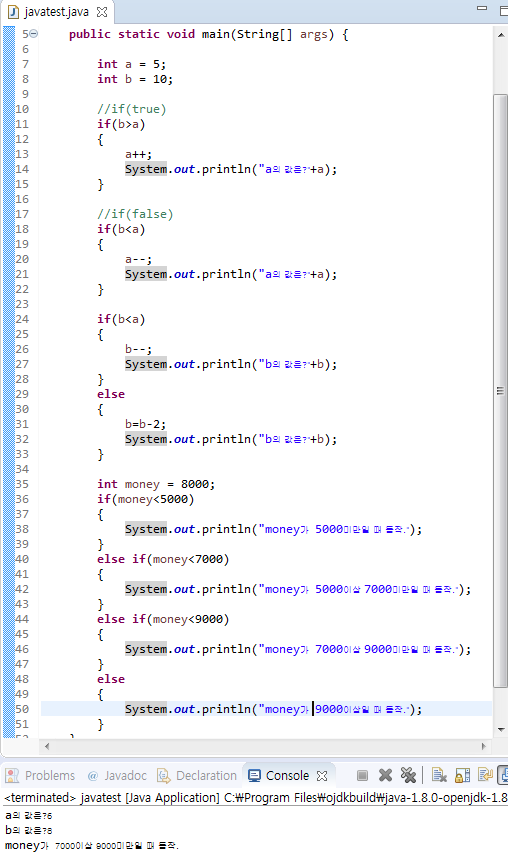 javatest.java
5 public static void main(String[] args) {
6
7 int a = 5;
8 int b = 10;
9
10 //if(true)
11 if(b>a)
12 {
13 a++;
14 System.out.println("a의 값은?"+a);
15 }
16
17 //if(false)
18 if(b<a)
19 {
20 a--;
21 System.out.println("a의 값은?"+a);
22 }
23
24 if(b<a)
25 {
26 b--;
27 System.out.println("b의 값은?"+b);
28 }
29 else
30 {
31 b=b-2;
32 System.out.println("b의 값은?"+b);
33 }
34
35 int money = 8000;
36 if(money<5000)
37 {
38 System.out.println("money가 5000미만일 때 동작.");
39 }
40 else if(money<7000)
41 {
42 System.out.println("money가 5000이상 7000미만일 때 동작.");
43 }
44 else if(money<9000)
45 {
46 System.out.println("money가 7000이상 9000미만일 때 동작.");
47 }
48 else
49 {
50 System.out.println("money가 9000이상일 때 동작.");
51 }
Problems @ Javadoc Declaration Console
<terminated> javatest [Java Application] C:₩Program Files₩ojdkbuild₩java-1.8.0-openjdk-1.8
a의 값은?6
b의 값은?8
money가 7000이상 9000미만일 때 동작.